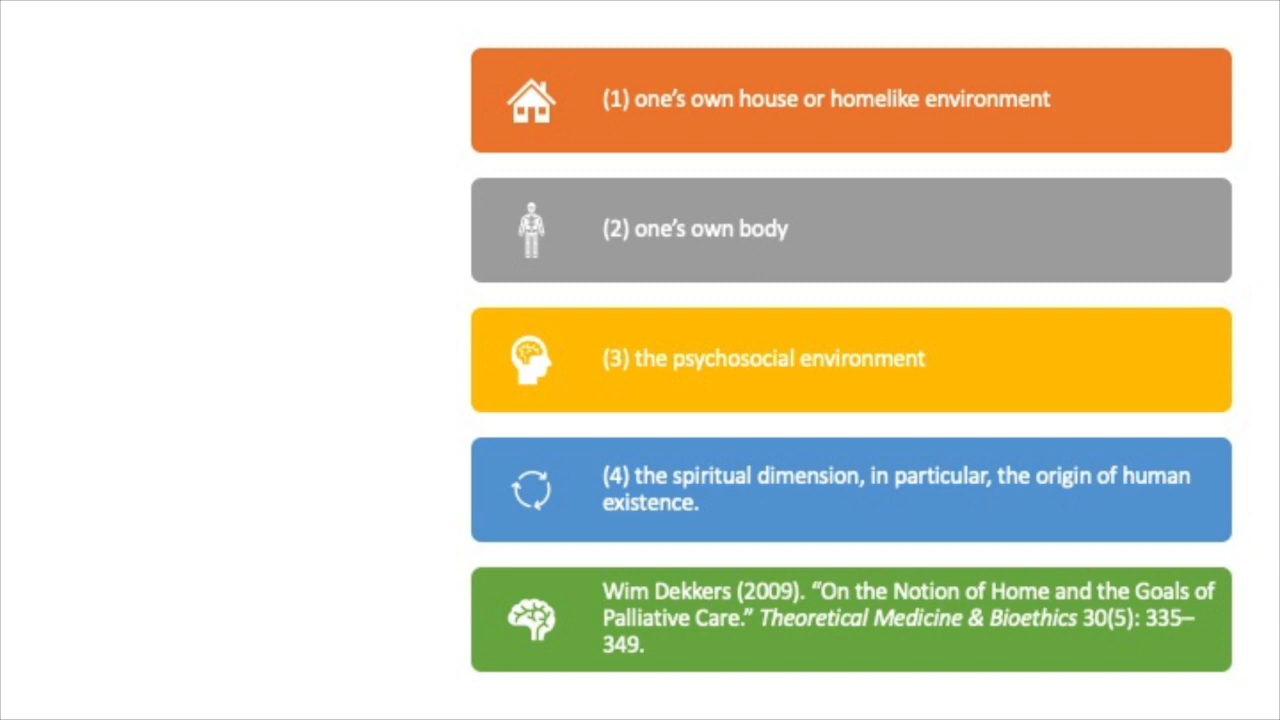 (1) one’s own house or homelike environment
(2) one’s own body
(3) the psychosocial environment
(4) the spiritual dimension, in particular, the origin of human
existence.
Wim Dekkers (2009). “On the Notion of Home and the Goals of
Palliative Care.” Theoretical Medicine & Bioethics 30(5): 335–
349.